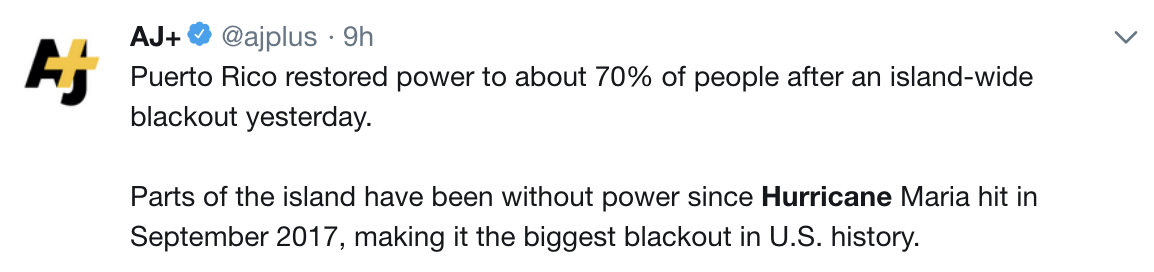 AJ+ @ajplus · 9h
Puerto Rico restored power to about 70% of people after an island-wide
blackout yesterday.
Parts of the island have been without power since Hurricane Maria hit in
September 2017, making it the biggest blackout in U.S. history.